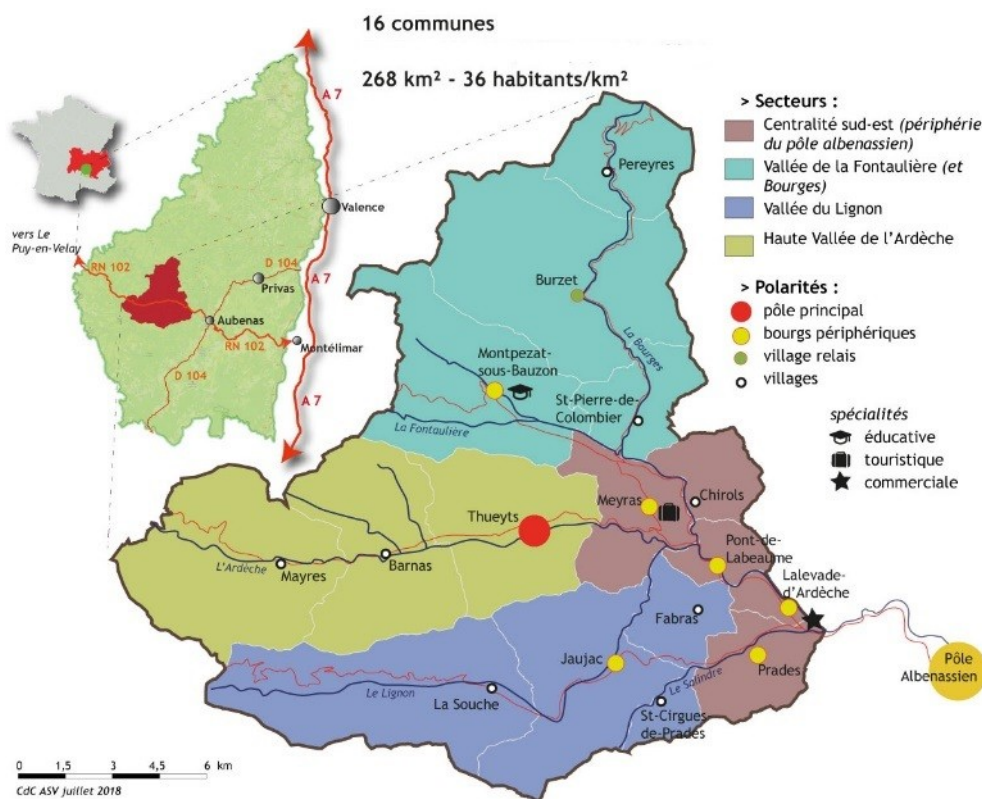 16 communes
268 km² - 36 habitants/km²
A 7
Valence
vers Le
Puy-en-Velay
RN 102
D 104
Privas
A 7
Aubenas
RN 102
Montélimar
D 104
A 7
> Secteurs :
Centralité sud-est (périphérie
du pôle albenassien)
Vallée de la Fontaulière (et
Bourges)
Vallée du Lignon
Haute Vallée de l'Ardèche
> Polarités :
pôle principal
bourgs périphériques
village relais
villages
spécialités
éducative
touristique
commerciale
Pereyres
Burzet
La Bourges
Montpezat-
sous-Bauzon
St-Pierre-de-
Colombier
La Fontaulière
Meyras
Chirols
Thueyts
Pont-de-
Labeaume
L'Ardèche
Mayres
Barnas
Lalevade-
d'Ardèche
Fabras
Jaujac
Prades
Pôle
Albenassien
Le Lignon
La Souche
Le Salindre
St-Cirgues-
de-Prades
0 1,5 3 4,5 6 km
CdC ASV juillet 2018